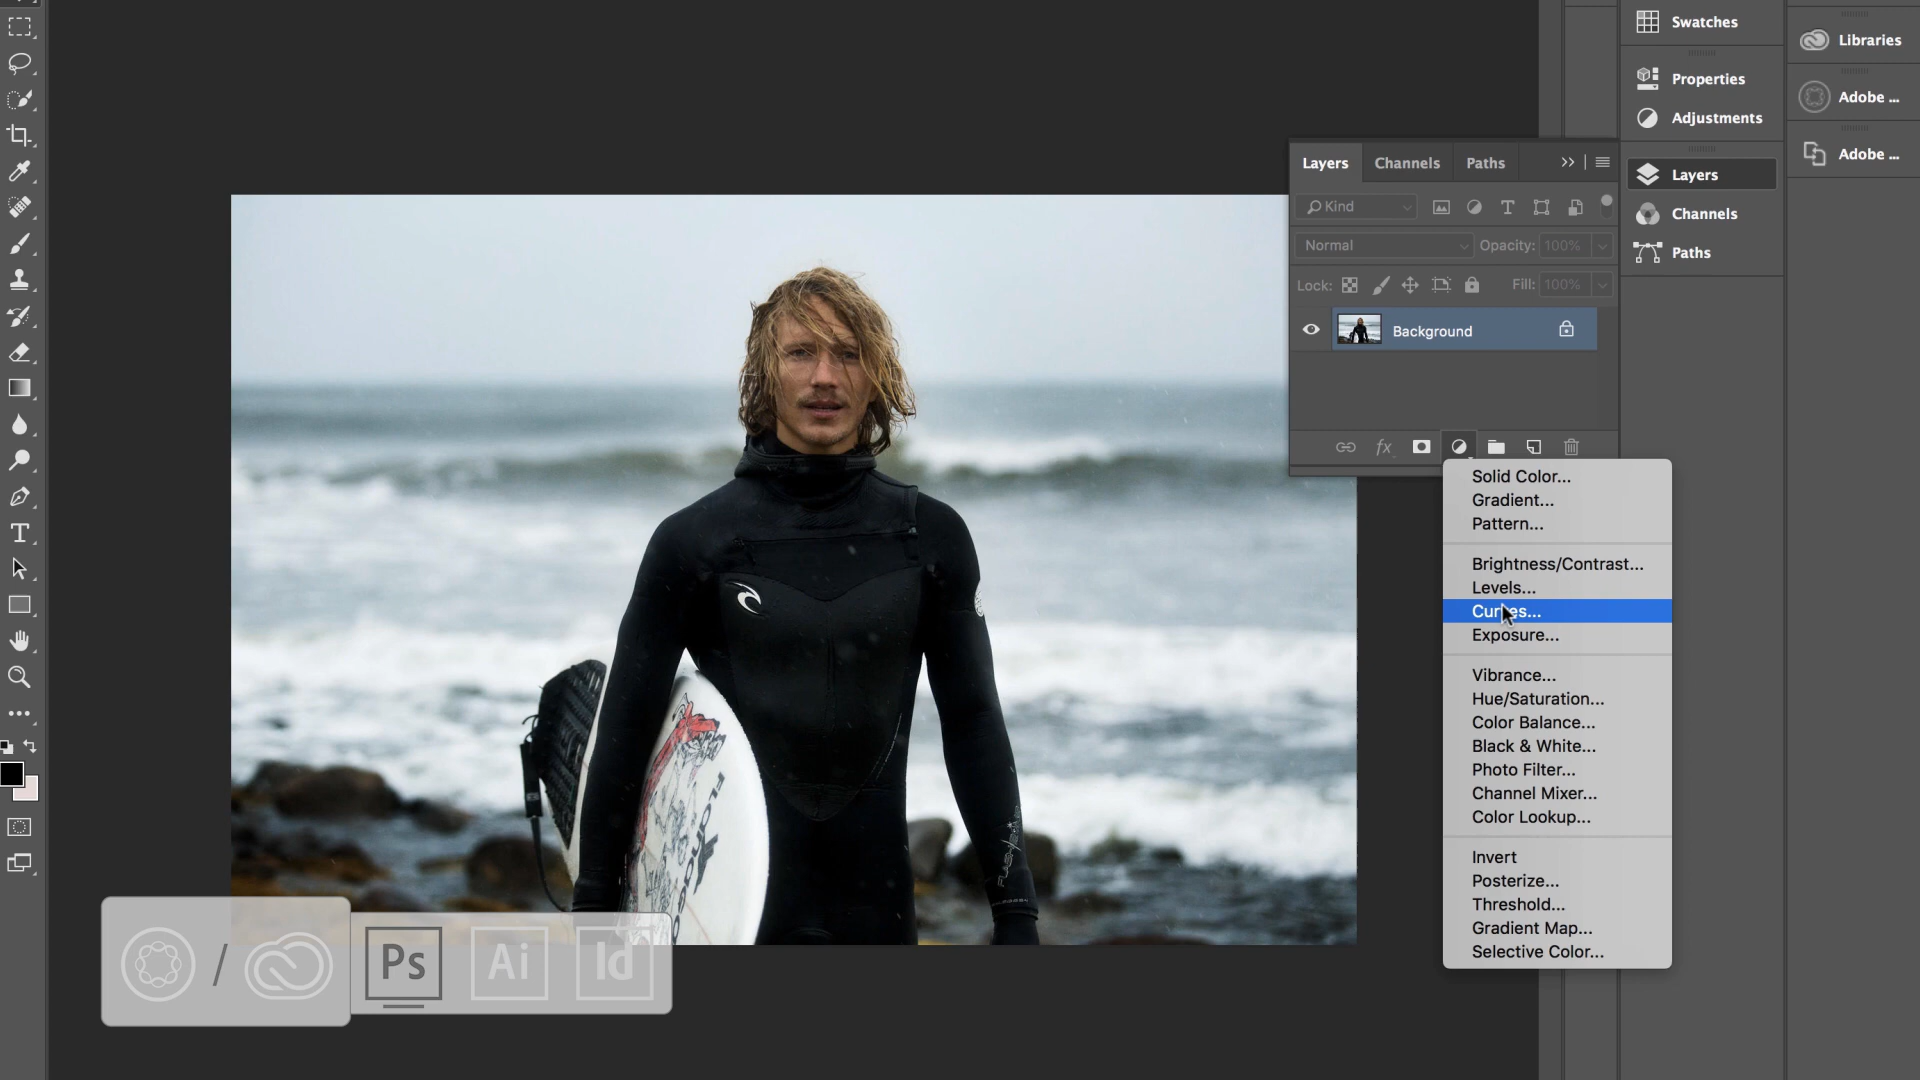 Swatches
Libraries
Properties
Adobe ...
Adjustments
Adobe ...
Layers
Channels
Paths
Layers Channels Paths
Kind
Normal Opacity: 100%
Lock: Fill: 100%
Background
fx
Solid Color...
Gradient...
Pattern...
Brightness/Contrast...
Levels...
Curves...
Exposure...
Vibrance...
Hue/Saturation...
Color Balance...
Black & White...
Photo Filter...
Channel Mixer...
Color Lookup...
Invert
Posterize...
Threshold...
Gradient Map...
Selective Color...
/ Ps Ai Id